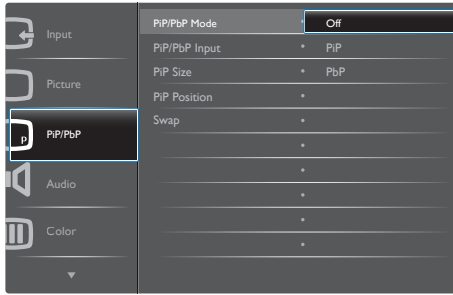 Input
Picture
P
PiP/PbP
Audio
Color
PiP/PbP Mode
Off
PiP/PbP Input
PiP
PiP Size
PbP
PiP Position
Swap